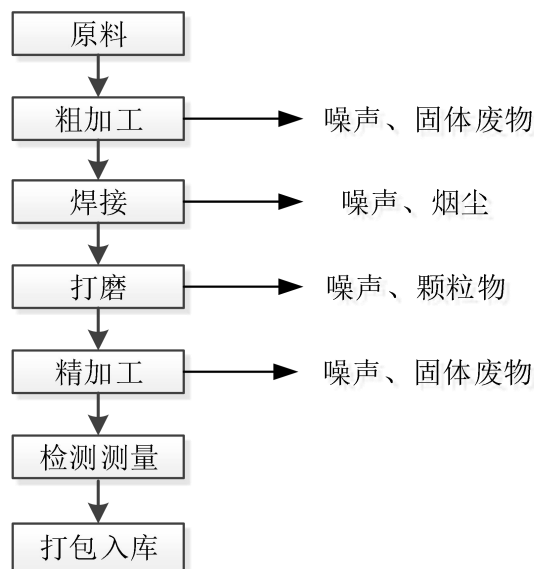 原料
粗加工
噪声、固体废物
焊接
噪声、烟尘
打磨
噪声、颗粒物
精加工
噪声、固体废物
检测测量
打包入库